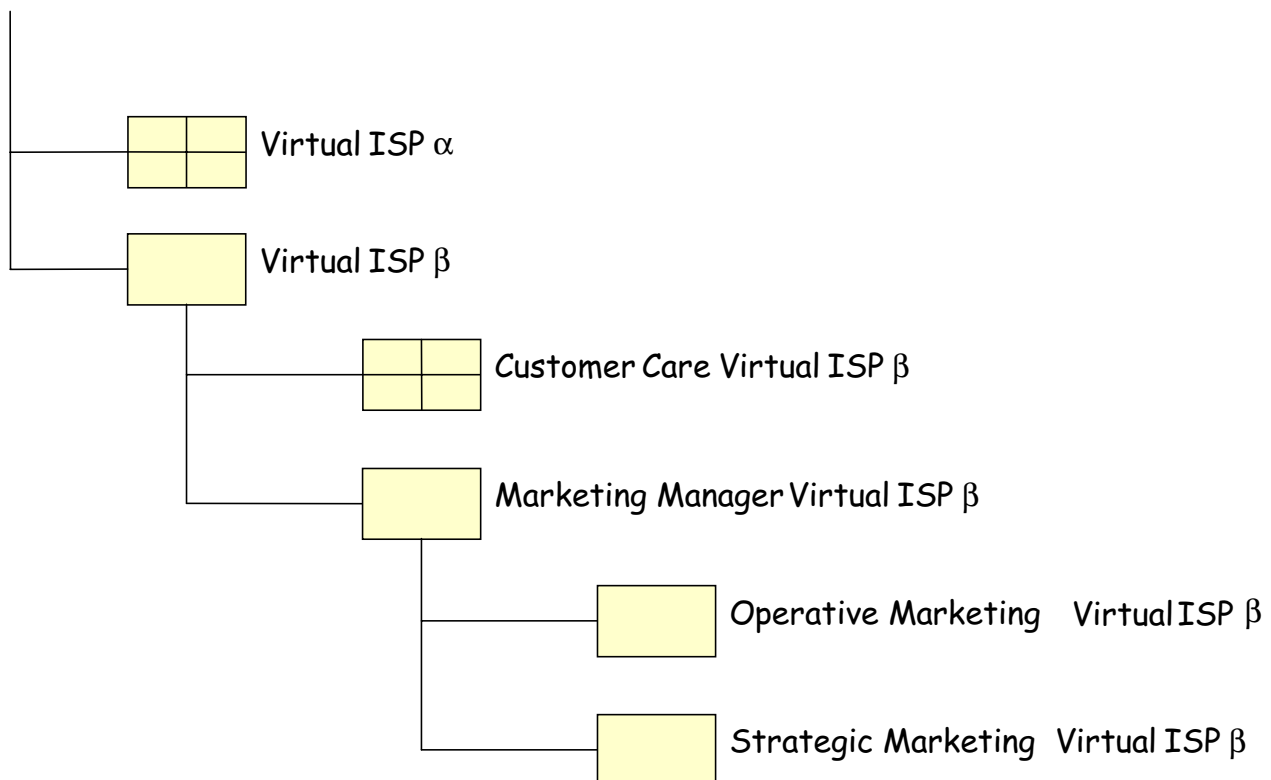 Virtual ISP α
Virtual ISP β
Customer Care Virtual ISP β
Marketing Manager Virtual ISP β
Operative Marketing Virtual ISP β
Strategic Marketing Virtual ISP β